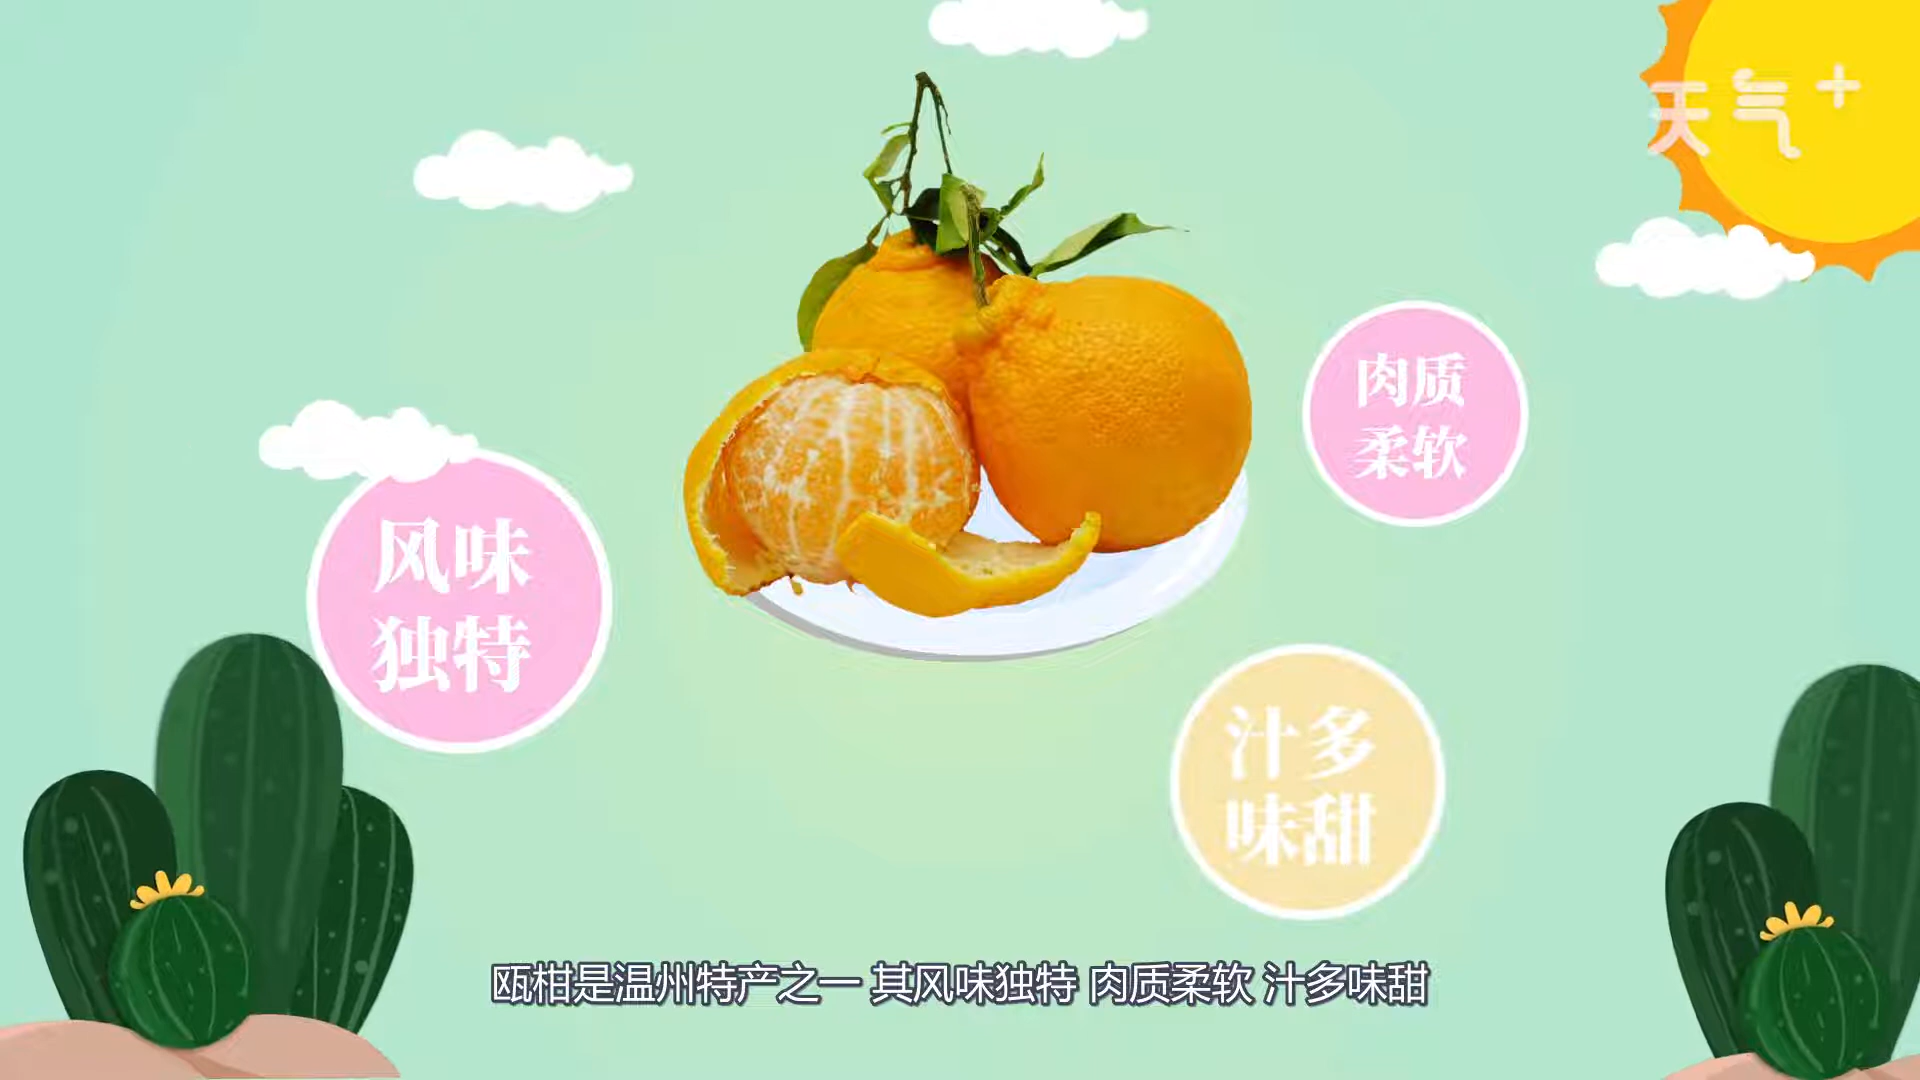 天气+
肉质
柔软
风味
独特
汁多
味甜
瓯柑是温州特产之一 其风味独特 肉质柔软 汁多味甜